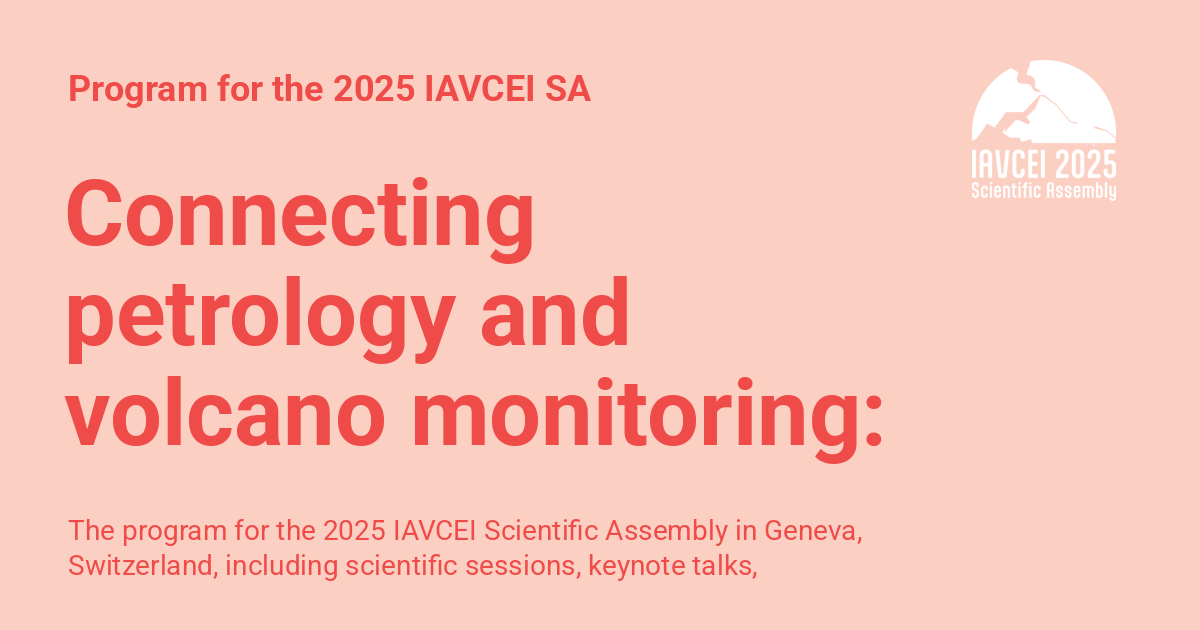 Program for the 2025 IAVCEI SA
IAVCEI 2025
Scientific Assembly
Connecting
petrology and
volcano monitoring:
The program for the 2025 IAVCEI Scientific Assembly in Geneva,
Switzerland, including scientific sessions, keynote talks,